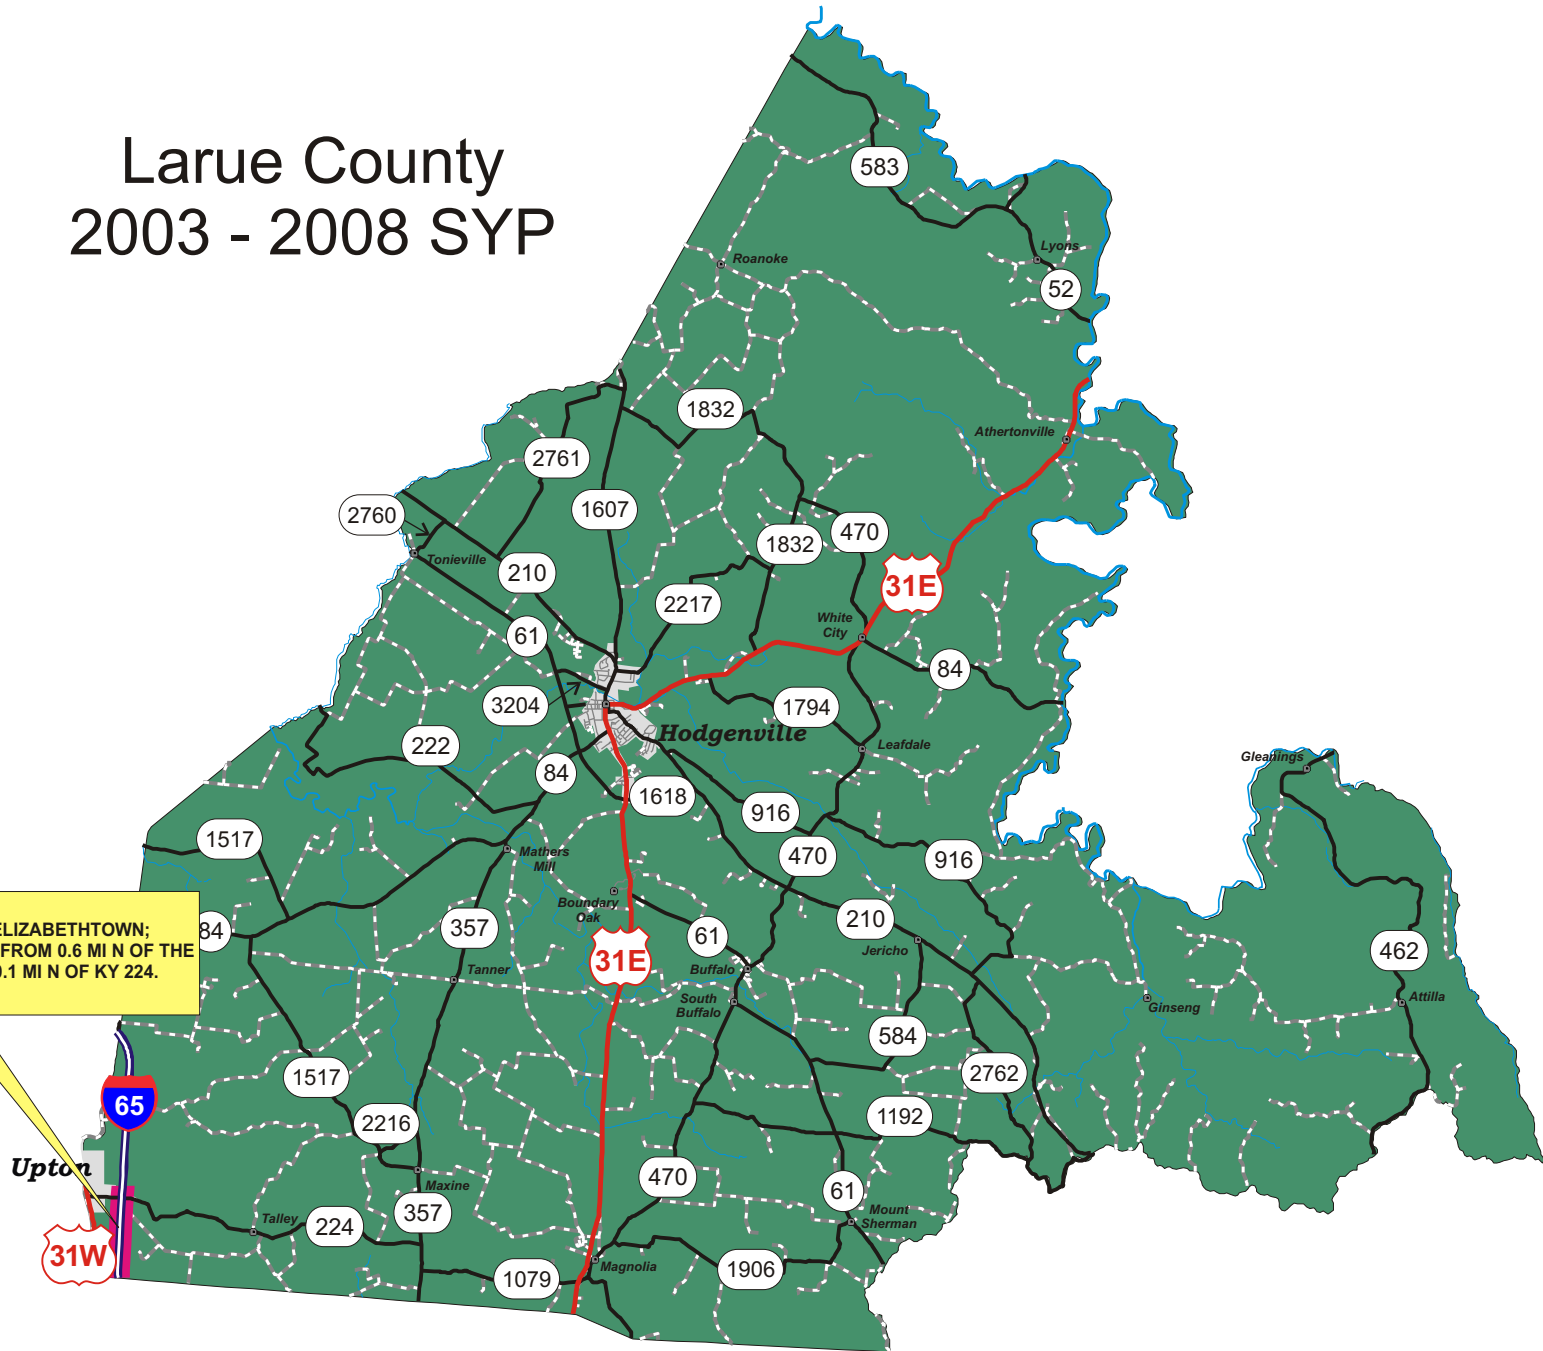 Larue County
2003 - 2008 SYP
583
Lyons
Roanoke
52
1832
Athertonville
2761
1607
2760
470
1832
Tonieville
210
31E
2217
White
City
61
84
3204
1794
Hodgenville
222
Leafdale
Gleanings
84
1618
916
1517
Mathers
Mill
470
916
Boundary
Oak
ELIZABETHTOWN;
FROM 0.6 MI N OF THE
0.1 MI N OF KY 224.
84
357
61
210
Jericho
462
31E
Tanner
Buffalo
South
Buffalo
Attilla
Ginseng
584
1517
2762
65
2216
1192
Upton
Maxine
470
61
357
Talley
224
Mount
Sherman
31W
Magnolia
1079
1906